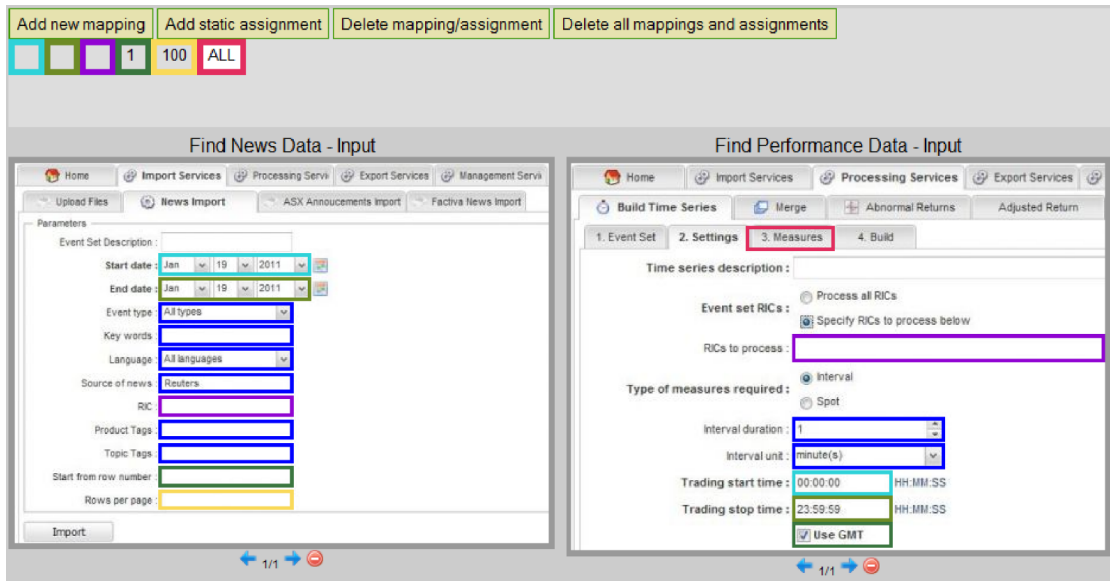 Add new mapping Add static assignment Delete mapping/assignment Delete all mappings and assignments
1 100 ALL
Find News Data - Input
Home Import Services Processing Servi Export Services Management Servi
Upload Files News Import ASX Annoucements Import Factiva News Import
Parameters
Event Set Description :
Start date : Jan 19 2011
End date : Jan 19 2011
Event type : All types
Key words :
Language : All languages
Source of news : Reuters
RIC :
Product Tags :
Topic Tags :
Start from row number :
Rows per page :
Import
1/1
Find Performance Data - Input
Home Import Services Processing Services Export Services
Build Time Series Merge Abnormal Returns Adjusted Return
1. Event Set 2. Settings 3. Measures 4. Build
Time series description :
Event set RICs : Process all RICs
Specify RICs to process below
RICs to process :
Type of measures required : Interval
Spot
Interval duration : 1
Interval unit : minute(s)
Trading start time : 00:00:00 HH:MM:SS
Trading stop time : 23:59:59 HH:MM:SS
Use GMT
1/1